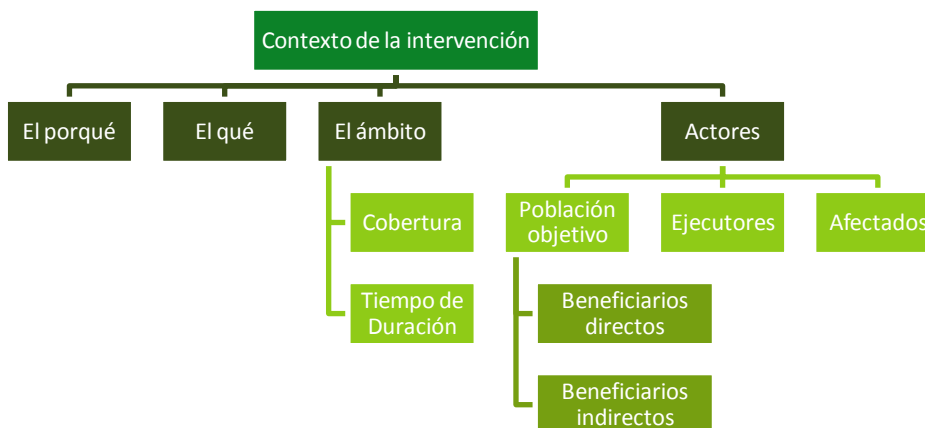 Contexto de la intervención
El porqué
El qué
El ámbito
Actores
Cobertura
Población
objetivo
Ejecutores
Afectados
Tiempo de
Duración
Beneficiarios
directos
Beneficiarios
indirectos